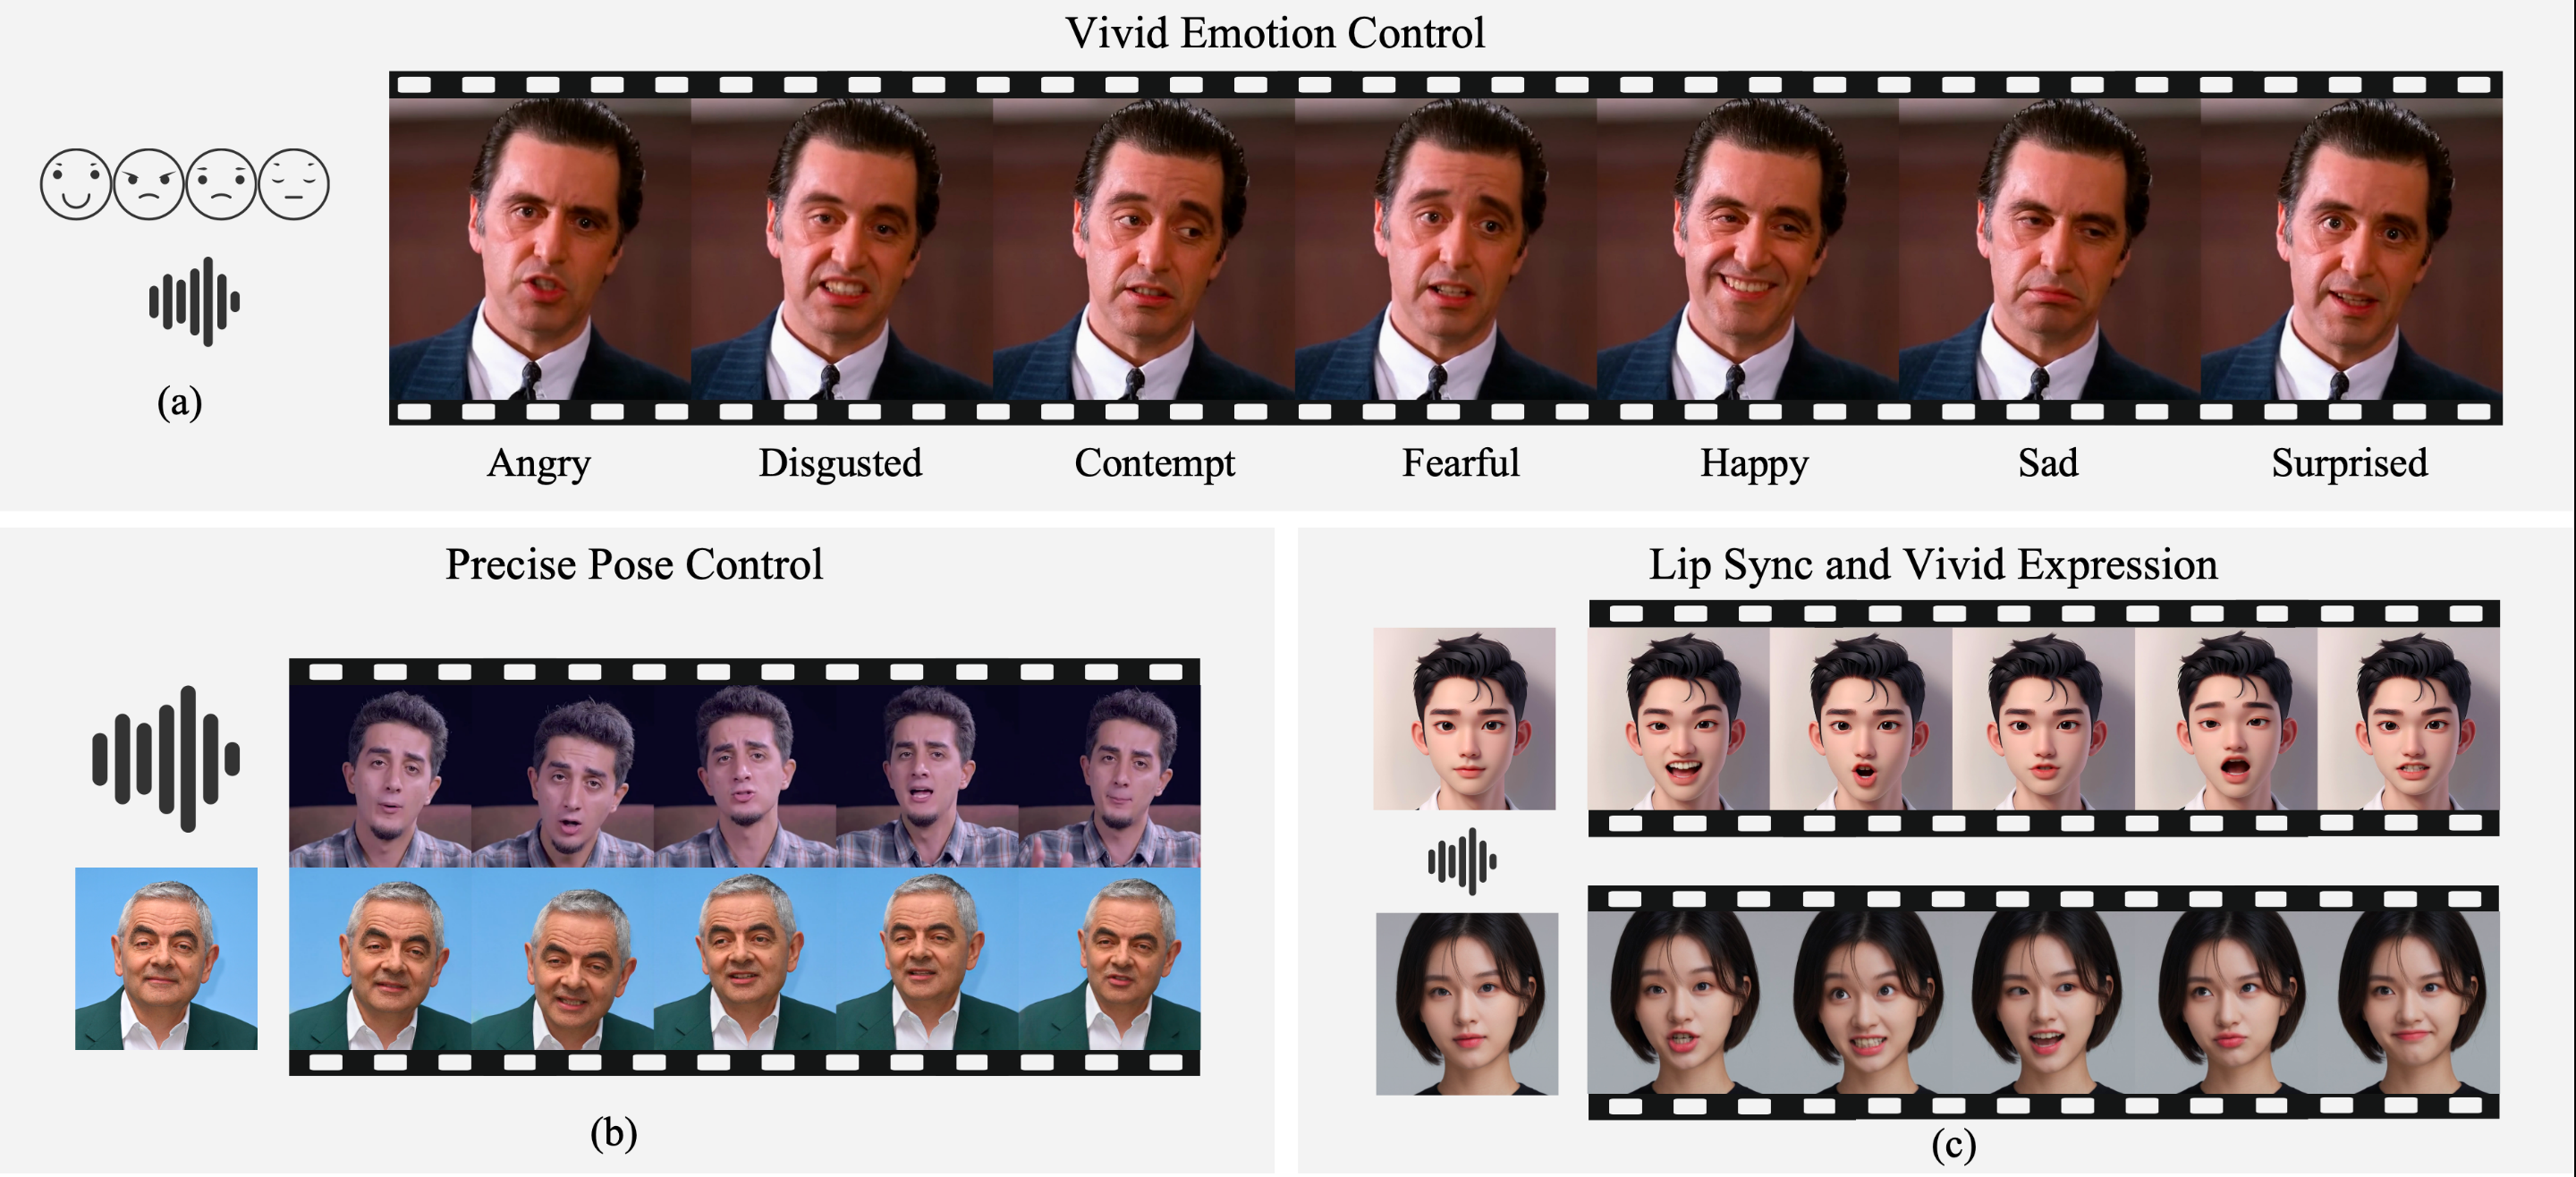 Vivid Emotion Control
(a)
Angry Disgusted Contempt Fearful Happy Sad Surprised
Precise Pose Control
(b)
Lip Sync and Vivid Expression
(c)